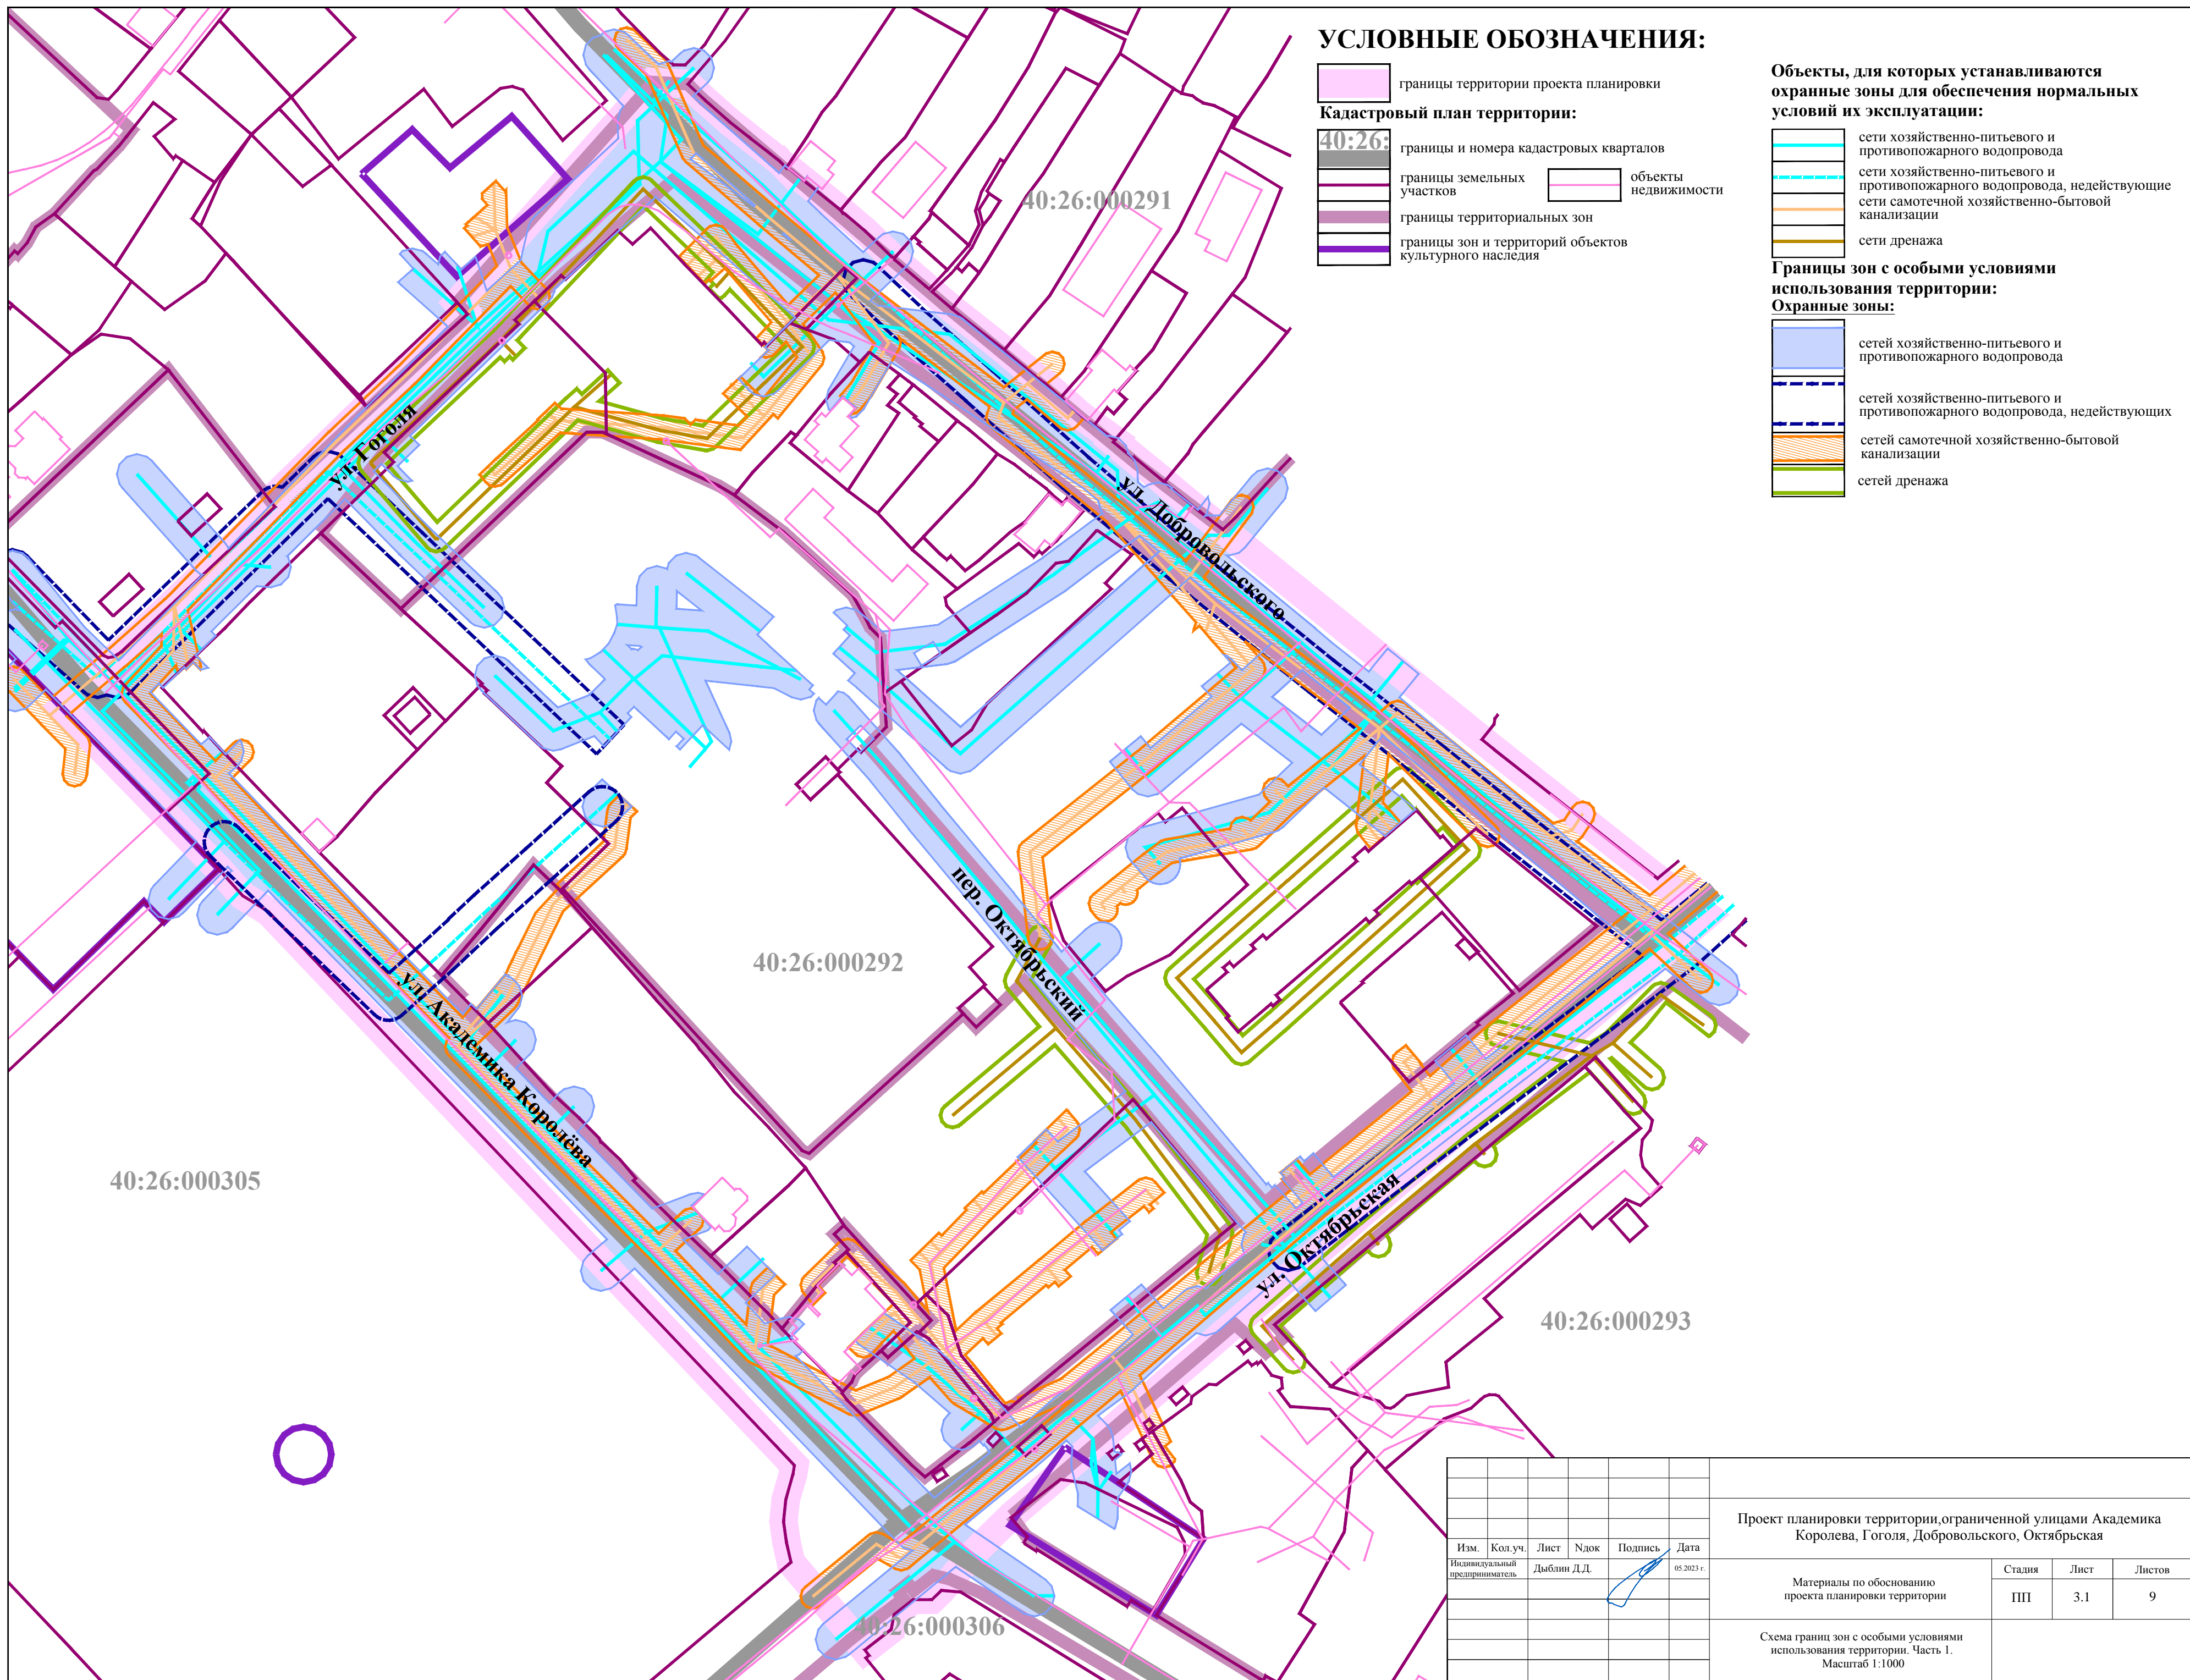 УСЛОВНЫЕ ОБОЗНАЧЕНИЯ:
границы территории проекта планировки
Кадастровый план территории:
40:26:
границы и номера кадастровых кварталов
границы земельных
участков
объекты
недвижимости
границы территориальных зон
границы зон и территорий объектов
культурного наследия
Объекты, для которых устанавливаются
охранные зоны для обеспечения нормальных
условий их эксплуатации:
сети хозяйственно-питьевого и
противопожарного водопровода
сети хозяйственно-питьевого и
противопожарного водопровода, недействующие
сети самотечной хозяйственно-бытовой
канализации
сети дренажа
Границы зон с особыми условиями
использования территории:
Охранные зоны:
сетей хозяйственно-питьевого и
противопожарного водопровода
сетей хозяйственно-питьевого и
противопожарного водопровода, недействующих
сетей самотечной хозяйственно-бытовой
канализации
сетей дренажа
40:26:000291
ул. Гоголя
ул. Добровольского
пер. Октябрьский
40:26:000292
ул. Академика Королёва
40:26:000305
ул. Октябрьская
40:26:000293
40:26:000306
Проект планировки территории,ограниченной улицами Академика
Королева, Гоголя, Добровольского, Октябрьская
Изм. Кол.уч. Лист Nдок Подпись Дата
Индивидуальный
предприниматель
Дыблин Д.Д.
05.2023 г.
Материалы по обоснованию
проекта планировки территории
Стадия Лист Листов
ПП 3.1 9
Схема границ зон с особыми условиями
использования территории. Часть 1.
Масштаб 1:1000